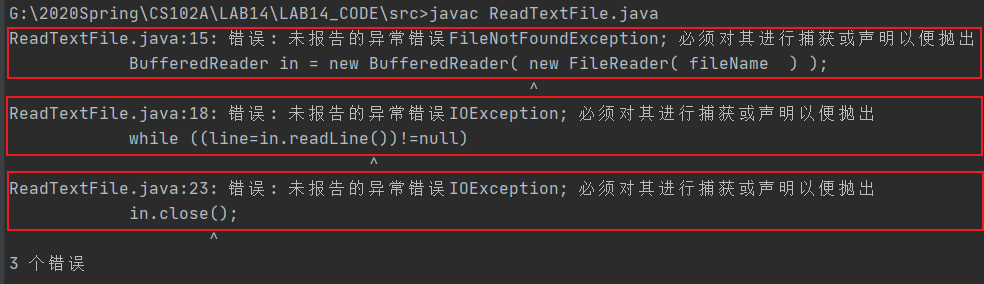 G:\2020Spring\CS102A\LAB14\LAB14_CODE\src>javac ReadTextFile.java
ReadTextFile.java:15: 错误: 未报告的异常错误FileNotFoundException; 必须对其进行捕获或声明以便抛出
            BufferedReader in = new BufferedReader( new FileReader( fileName  ) );
                                                    ^
ReadTextFile.java:18: 错误: 未报告的异常错误IOException; 必须对其进行捕获或声明以便抛出
            while ((line=in.readLine())!=null)
                                    ^
ReadTextFile.java:23: 错误: 未报告的异常错误IOException; 必须对其进行捕获或声明以便抛出
            in.close();
                    ^
3 个错误